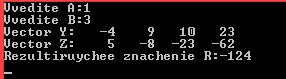 Vvedite A:1
Vvedite B:3
Vector Y: -4 9 10 23
Vector Z: 5 -8 -23 -62
Rezultiruychee znachenie R:-124